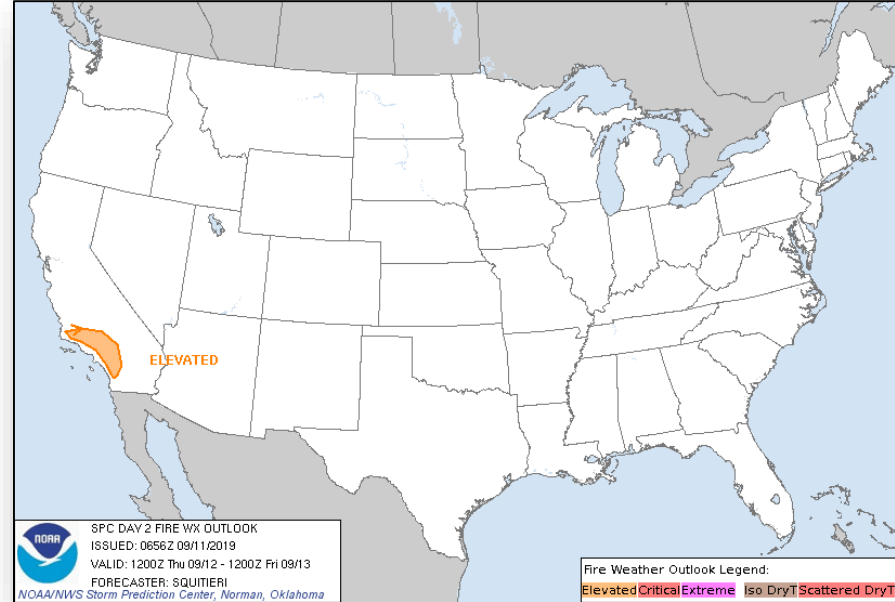 ELEVATED
NOAA
SPC DAY 2 FIRE WX OUTLOOK
ISSUED: 0656Z 09/11/2019
VALID: 1200Z Thu 09/12 - 1200Z Fri 09/13
FORECASTER: SQUITIERI
NOAA/NWS Storm Prediction Center, Norman, Oklahoma
Fire Weather Outlook Legend:
Elevated Critical Extreme Iso DryT Scattered DryT